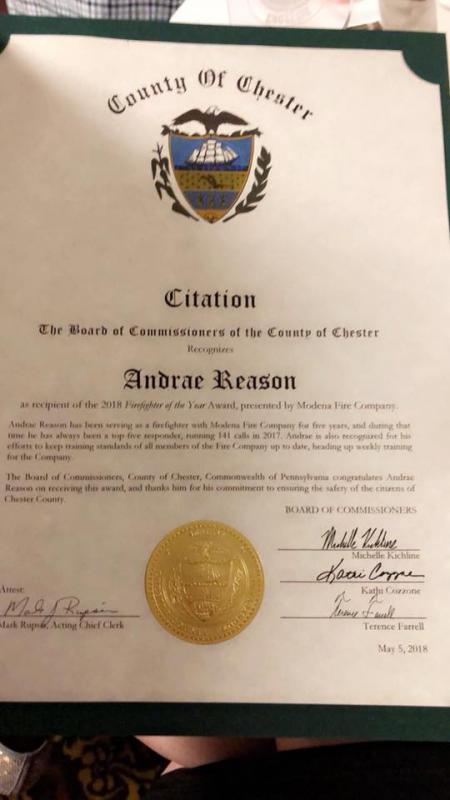 County Of Chester
Citation
The Board of Commissioners of the County of Chester
Recognizes
Andrae Reason
as recipient of the 2018 Firefighter of the Year Award, presented by Modena Fire Company.
Andrae Reason has been serving as a firefighter with Modena Fire Company for five years, and during that
time he has always been a top five responder, running 141 calls in 2017. Andrae is also recognized for his
efforts to keep training standards of all members of the Fire Company up to date, heading up weekly training
for the Company.
The Board of Commissioners, County of Chester, Commonwealth of Pennsylvania congratulates Andrae
Reason on receiving this award, and thanks him for his commitment to ensuring the safety of the citizens of
Chester County.
BOARD OF COMMISSIONERS
Michelle Kichline
Michelle Kichline
Kathi Cozzone
Kathi Cozzone
Terence Farrell
Terence Farrell
Attest:
Mark J Rupsis
Mark Rupsis, Acting Chief Clerk
May 5, 2018